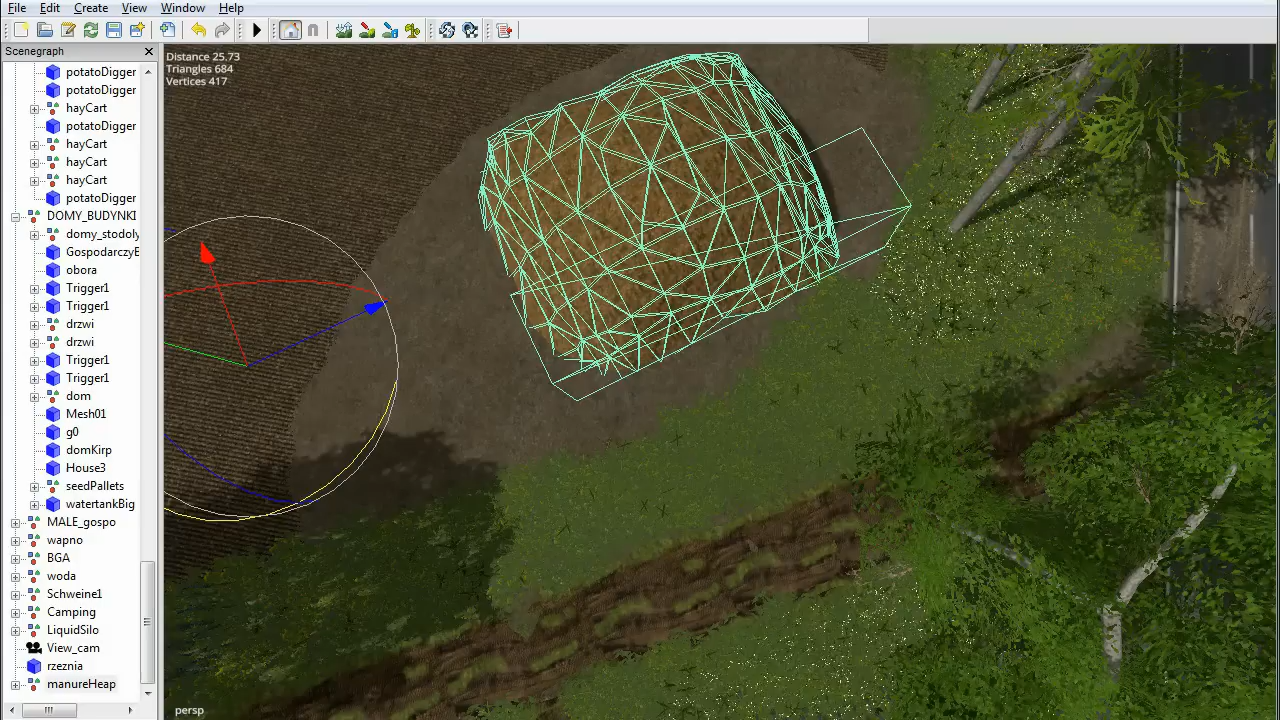 File Edit Create View Window Help
Scenegraph
Distance 25.73
Triangles 684
Vertices 417
potatoDigger
potatoDigger
hayCart
potatoDigger
hayCart
hayCart
hayCart
potatoDigger
DOMY_BUDYNKI
domy_stodoly
Gospodarczy
obora
Trigger1
Trigger1
drzwi
drzwi
Trigger1
Trigger1
dom
Mesh01
g0
domKirp
House3
seedPallets
watertankBig
MALE_gospo
wapno
BGA
woda
Schweine1
Camping
LiquidSilo
View_cam
rzeznia
manureHeap
persp